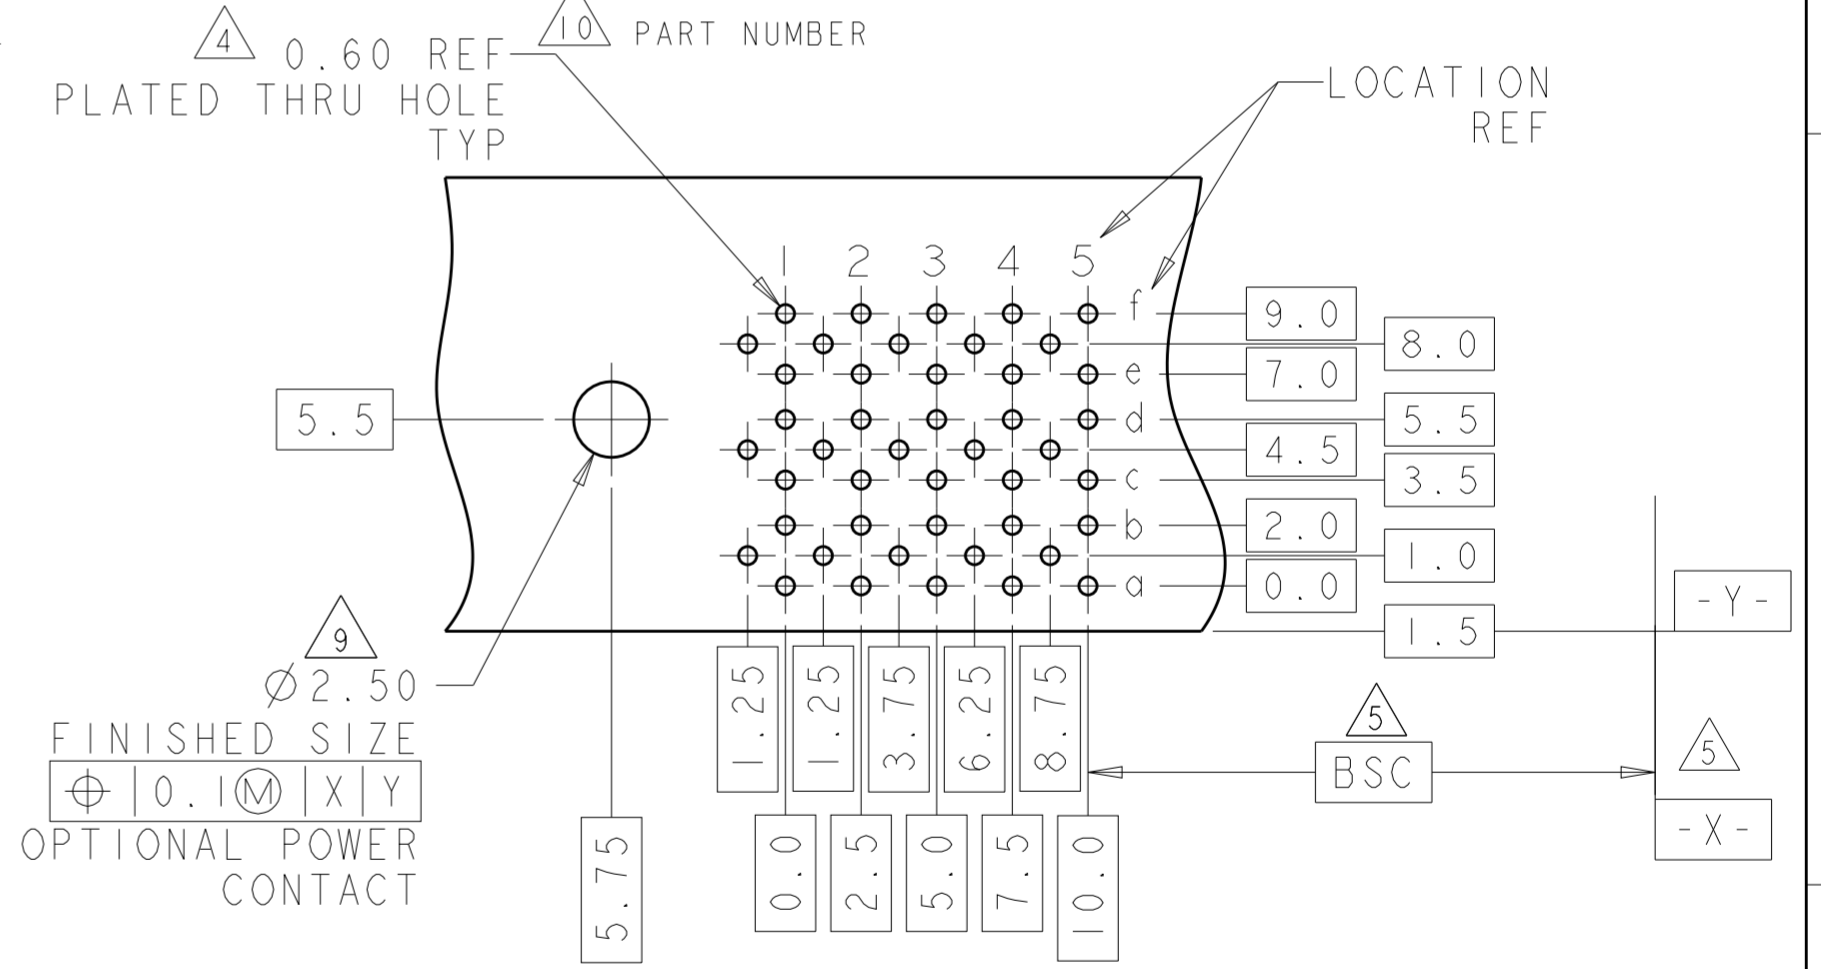 10 PART NUMBER
4 0.60 REF
PLATED THRU HOLE
TYP
LOCATION
REF
1 2 3 4 5
f 9.0
8.0
e 7.0
5.5
d 5.5
4.5
c 3.5
b 2.0
1.0
a 0.0
-Y-
1.5
9
⌀2.50
FINISHED SIZE
⌖ 0.1 Ⓜ X Y
OPTIONAL POWER
CONTACT
1.25 1.25 3.75 6.25 8.75
5
BSC
5
-X-
5.75 0.0 2.5 5.0 7.5 10.0